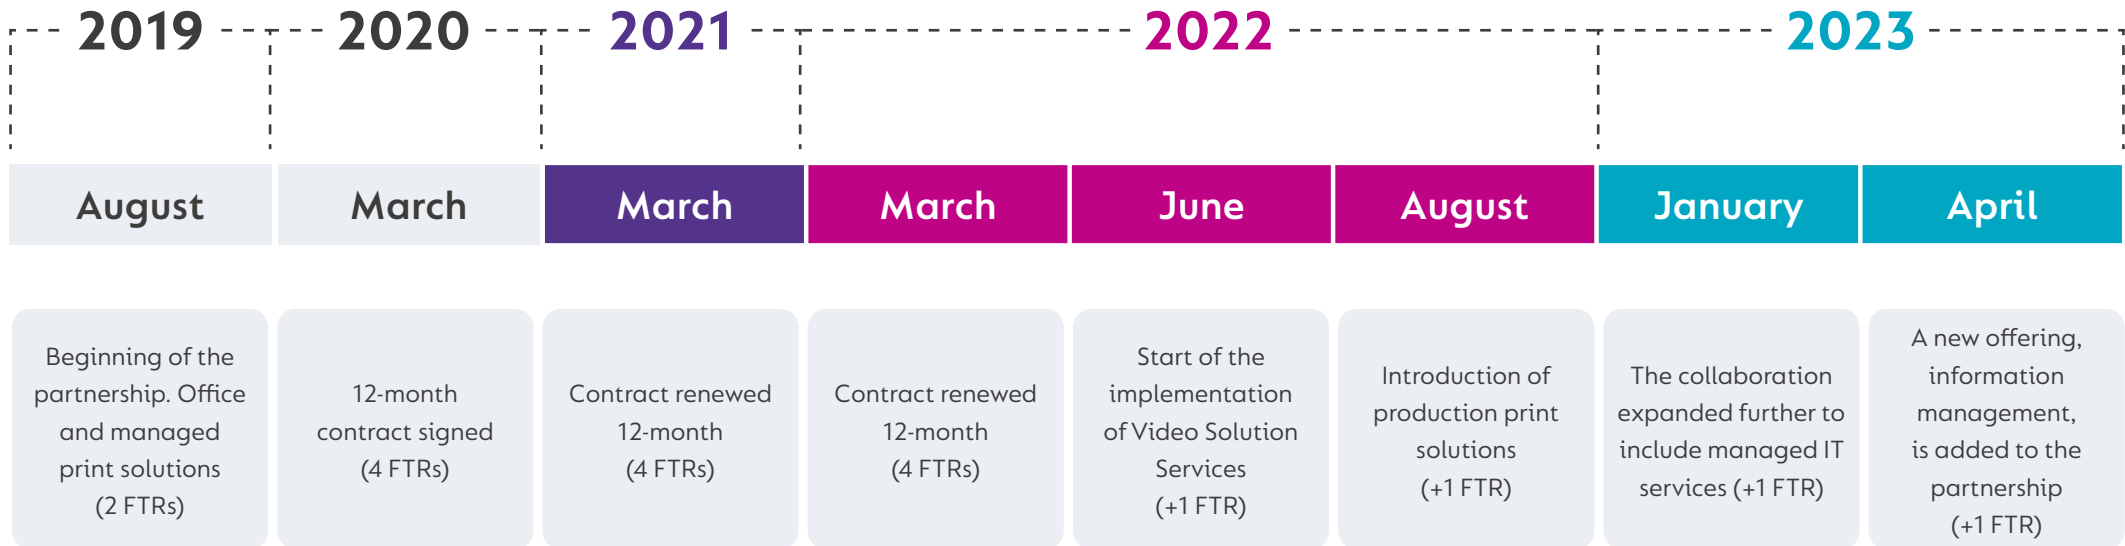 2019
2020
2021
2022
2023
August
March
March
March
June
August
January
April
Beginning of the
partnership. Office
and managed
print solutions
(2 FTRs)
12-month
contract signed
(4 FTRs)
Contract renewed
12-month
(4 FTRs)
Contract renewed
12-month
(4 FTRs)
Start of the
implementation
of Video Solution
Services
(+1 FTR)
Introduction of
production print
solutions
(+1 FTR)
The collaboration
expanded further to
include managed IT
services (+1 FTR)
A new offering,
information
management,
is added to the
partnership
(+1 FTR)